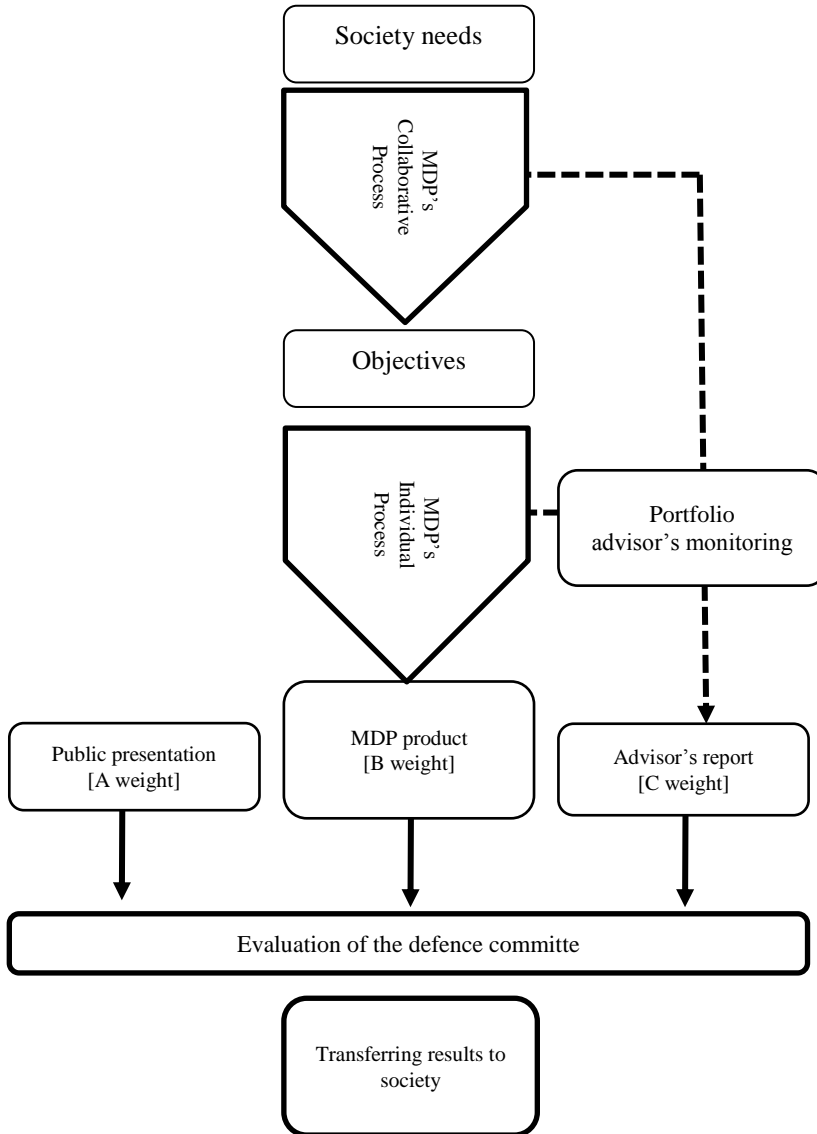 Society needs
MDP's
Collaborative
Process
Objectives
MDP's
Individual
Process
Portfolio
advisor's monitoring
Public presentation
[A weight]
MDP product
[B weight]
Advisor's report
[C weight]
Evaluation of the defence committe
Transferring results to
society